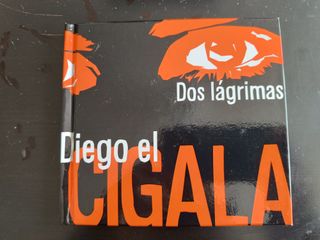 Dos lágrimas
Diego el
CIGALA